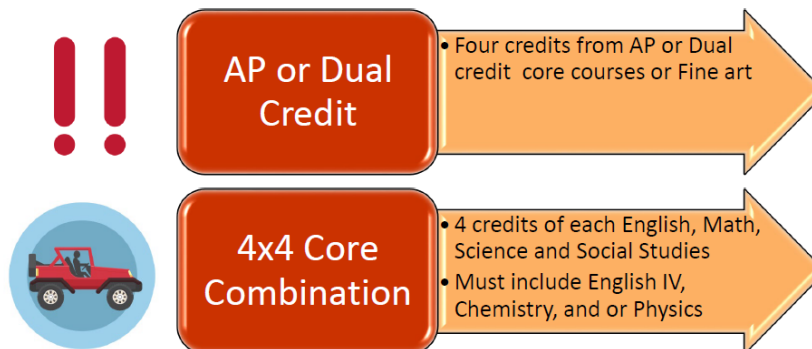 AP or Dual
Credit
• Four credits from AP or Dual
credit core courses or Fine art
4x4 Core
Combination
• 4 credits of each English, Math,
Science and Social Studies
• Must include English IV,
Chemistry, and or Physics